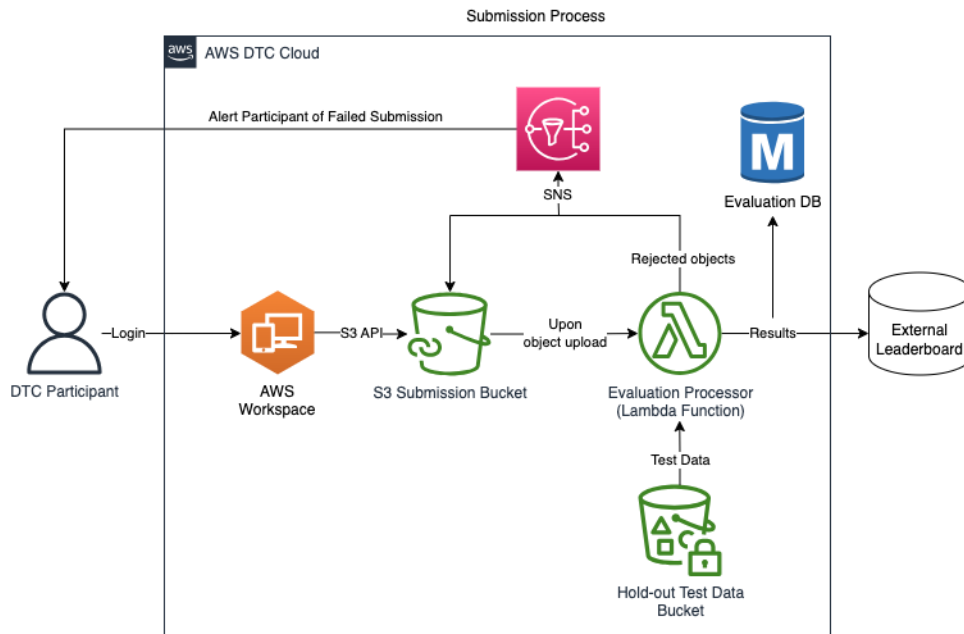 Submission Process
aws
AWS DTC Cloud
Alert Participant of Failed Submission
SNS
M
Evaluation DB
Rejected objects
Login
S3 API
Upon
object upload
Results
External
Leaderboard
DTC Participant
AWS
Workspace
S3 Submission Bucket
Evaluation Processor
(Lambda Function)
Test Data
Hold-out Test Data
Bucket